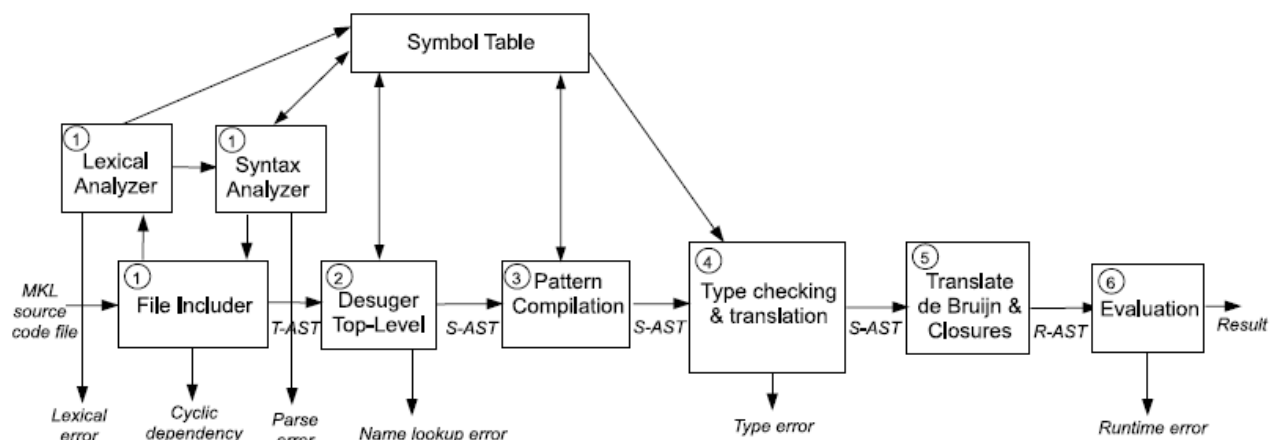 Symbol Table
1
Lexical
Analyzer
1
Syntax
Analyzer
MKL
source
code file
1
File Includer
T-AST
2
Desuger
Top-Level
S-AST
3
Pattern
Compilation
S-AST
4
Type checking
& translation
S-AST
5
Translate
de Bruijn &
Closures
R-AST
6
Evaluation
Result
Lexical
error
Cyclic
dependency
Parse
error
Name lookup error
Type error
Runtime error